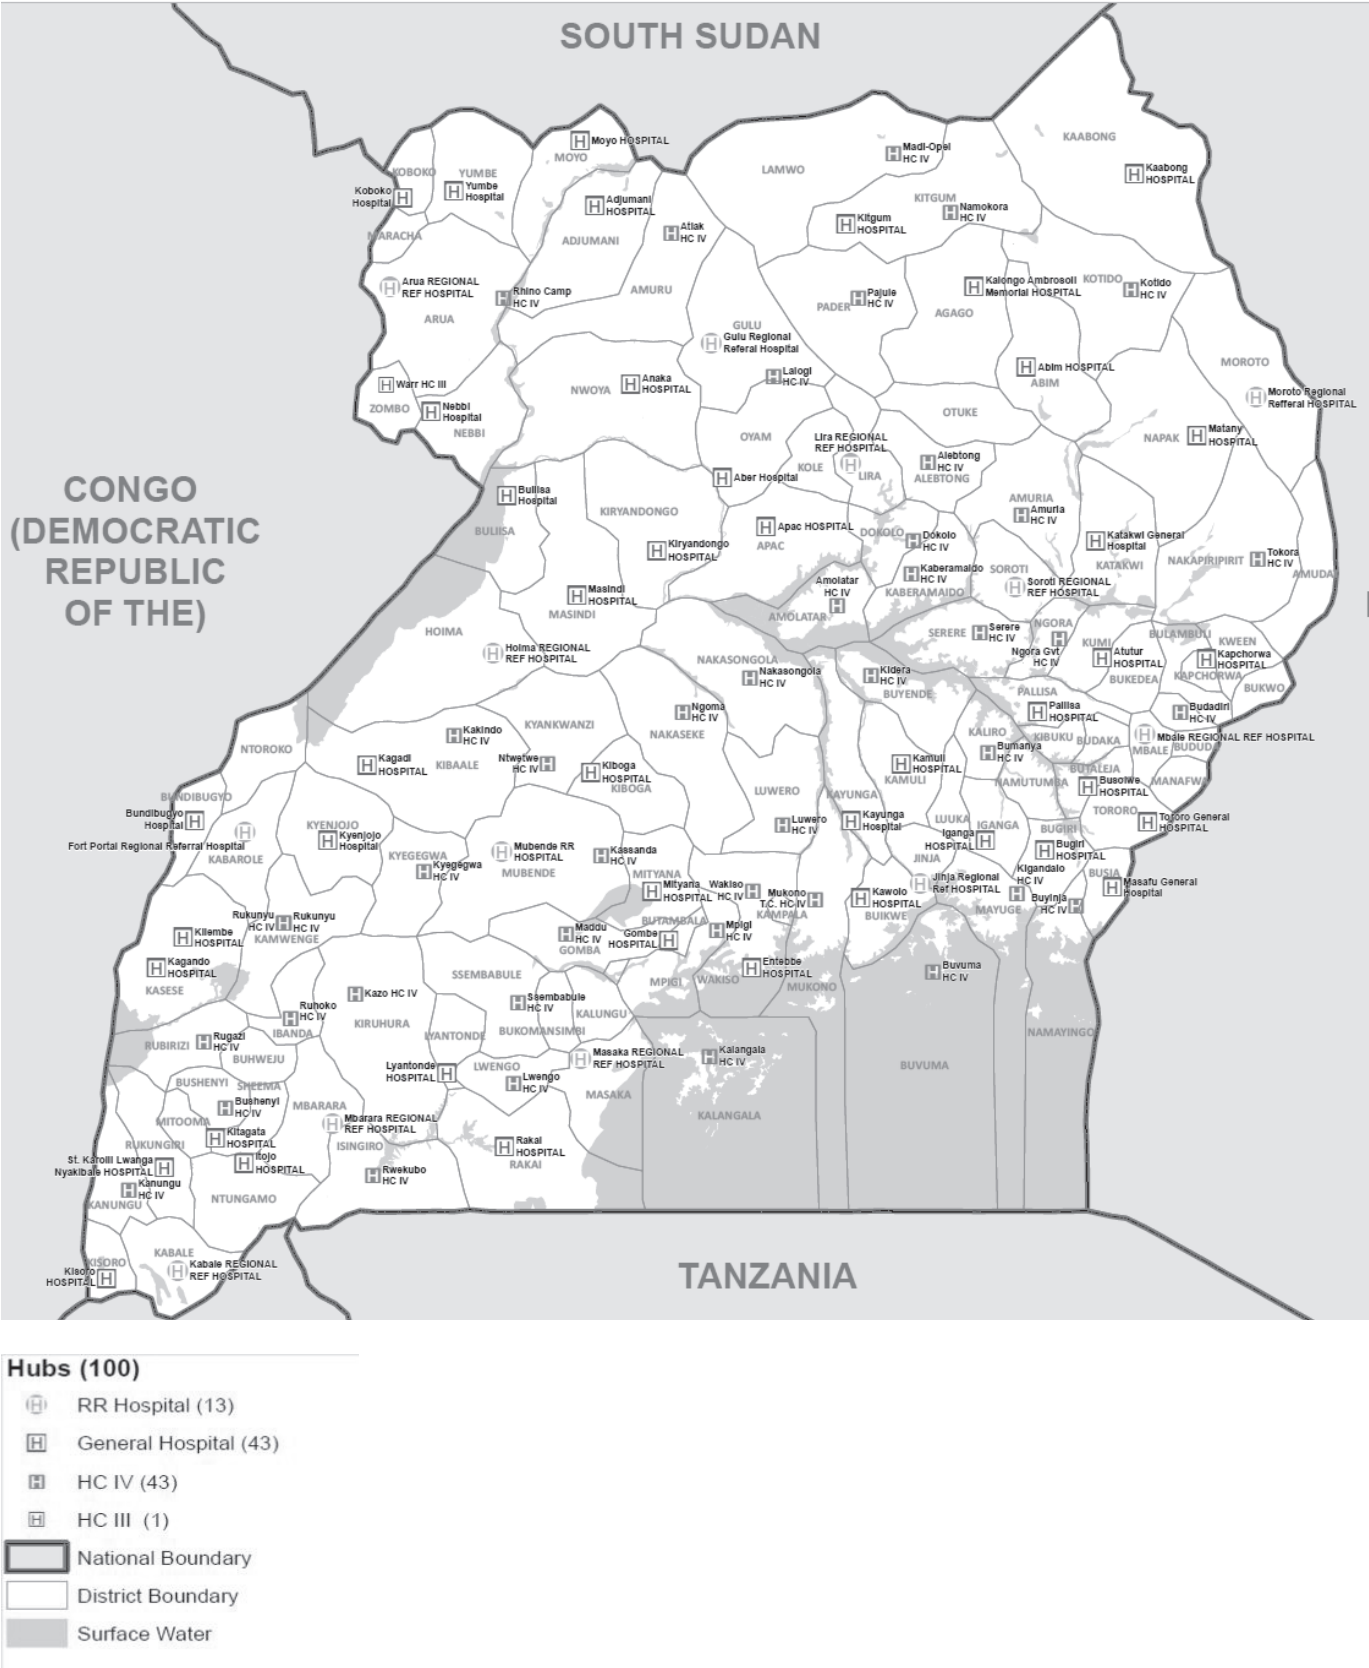 SOUTH SUDAN
KAABONG
Moyo HOSPITAL
MOYO
Madi-Opei
HC IV
LAMWO
KOBOKO
YUMBE
Kaabong
HOSPITAL
Koboko
Hospital
Yumbe
Hospital
Adjumani
HOSPITAL
KITGUM
Namokora
HC IV
Kitgum
HOSPITAL
Atiak
HC IV
MARACHA
ADJUMANI
Arua REGIONAL
REF HOSPITAL
Rhino Camp
HC IV
AMURU
Pajule
HC IV
PADER
Kalongo Ambrosoli
Memorial HOSPITAL
KOTIDO
Kotido
HC IV
AGAGO
ARUA
GULU
Gulu Regional
Referal Hospital
MOROTO
Abim HOSPITAL
ABIM
Lalogi
HC IV
Warr HC III
Anaka
HOSPITAL
NWOYA
Moroto Regional
Refferal HOSPITAL
ZOMBO
Nebbi
Hospital
NEBBI
OTUKE
OYAM
Lira REGIONAL
REF HOSPITAL
NAPAK
Matany
HOSPITAL
KOLE
LIRA
Alebtong
HC IV
ALEBTONG
Aber Hospital
CONGO
(DEMOCRATIC
REPUBLIC
OF THE)
Buliisa
Hospital
BULIISA
KIRYANDONGO
AMURIA
Amuria
HC IV
Apac HOSPITAL
APAC
DOKOLO
Dokolo
HC IV
Katakwi General
Hospital
KATAKWI
Kiryandongo
HOSPITAL
NAKAPIRIPIRIT
Tokora
HC IV
AMUDA
Kaberamaido
HC IV
KABERAMAIDO
SOROTI
Soroti REGIONAL
REF HOSPITAL
Amolatar
HC IV
AMOLATAR
Masindi
HOSPITAL
MASINDI
HOIMA
Hoima REGIONAL
REF HOSPITAL
SERERE
Serere
HC IV
NGORA
Ngora Gvt
HC IV
KUMI
Atutur
HOSPITAL
BUKEDEA
BULAMBULI
KWEEN
Kapchorwa
HOSPITAL
KAPCHORWA
BUKWO
NAKASONGOLA
Nakasongola
HC IV
Kidera
HC IV
BUYENDE
PALLISA
Pallisa
HOSPITAL
Budadiri
HC IV
Ngoma
HC IV
NAKASEKE
KYANKWANZI
Kakindo
HC IV
KIBAALE
NTOROKO
Kagadi
HOSPITAL
Ntwetwe
HC IV
Kiboga
HOSPITAL
KIBOGA
KALIRO
Bumanya
HC IV
KIBUKU
BUDAKA
Mbale REGIONAL REF HOSPITAL
MBALE
BUDUDA
Kamuli
HOSPITAL
KAMULI
NAMUTUMBA
BUTALEJA
Busolwe
HOSPITAL
MANAFWA
BUNDIBUGYO
Bundibugyo
Hospital
LUWERO
Luwero
HC IV
KAYUNGA
Kayunga
Hospital
LUUKA
IGANGA
Iganga
HOSPITAL
BUGIRI
Bugiri
HOSPITAL
TORORO
Tororo General
HOSPITAL
Fort Portal Regional Referral Hospital
KABAROLE
KYENJOJO
Kyenjojo
Hospital
KYEGEGWA
Kyegegwa
HC IV
Mubende RR
HOSPITAL
MUBENDE
Kassanda
HC IV
JINJA
Jinja Regional
Ref HOSPITAL
Kigandalo
HC IV
MAYUGE
Buyinja
HC IV
BUSIA
Masafu General
Hospital
MITYANA
Mityana
HOSPITAL
Wakiso
HC IV
Mukono
T.C. HC IV
KAMPALA
Kawolo
HOSPITAL
BUIKWE
Rukunyu
HC IV
Rukunyu
HC IV
KAMWENGE
Kilembe
HOSPITAL
Maddu
HC IV
GOMBA
BUTAMBALA
Gombe
HOSPITAL
Mpigi
HC IV
Kagando
HOSPITAL
KASESE
SSEMBABULE
Entebbe
HOSPITAL
MPIGI
WAKISO
MUKONO
Buvuma
HC IV
Kazo HC IV
Ruhoko
HC IV
IBANDA
KIRUHURA
Ssembabule
HC IV
KALUNGU
BUKOMANSIMBI
LYANTONDE
NAMAYINGO
RUBIRIZI
Rugazi
HC IV
BUHWEJU
Masaka REGIONAL
REF HOSPITAL
MASAKA
Kalangala
HC IV
BUVUMA
Lyantonde
HOSPITAL
LWENGO
Lwengo
HC IV
BUSHENYI
SHEEMA
Bushenyi
HC IV
MBARARA
Mbarara REGIONAL
REF HOSPITAL
KALANGALA
MITOOMA
Kitagata
HOSPITAL
RUKUNGIRI
ISINGIRO
Rakai
HOSPITAL
RAKAI
St. Karolli Lwanga
Nyakibale HOSPITAL
Itojo
HOSPITAL
Rwekubo
HC IV
Kanungu
HC IV
KANUNGU
NTUNGAMO
KISORO
Kisoro
HOSPITAL
KABALE
Kabale REGIONAL
REF HOSPITAL
TANZANIA
Hubs (100)
RR Hospital (13)
General Hospital (43)
HC IV (43)
HC III (1)
National Boundary
District Boundary
Surface Water